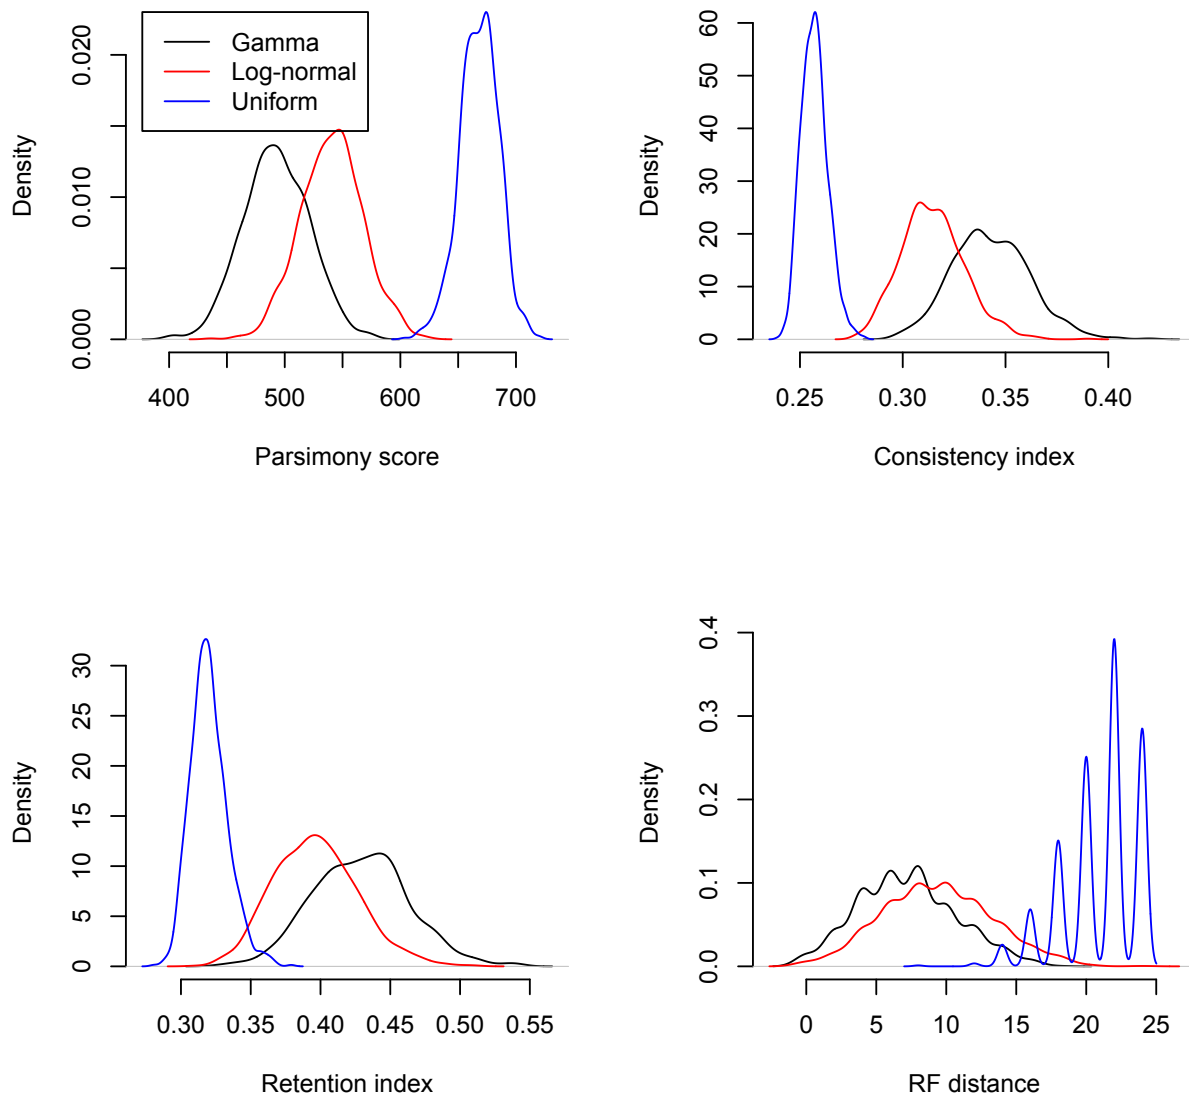 Gamma
Log-normal
Uniform
Density
0.000 0.010 0.020
400 500 600 700
Parsimony score
Density
0 10 20 30 40 50 60
0.25 0.30 0.35 0.40
Consistency index
Density
0 5 10 15 20 25 30
0.30 0.35 0.40 0.45 0.50 0.55
Retention index
Density
0.0 0.1 0.2 0.3 0.4
0 5 10 15 20 25
RF distance